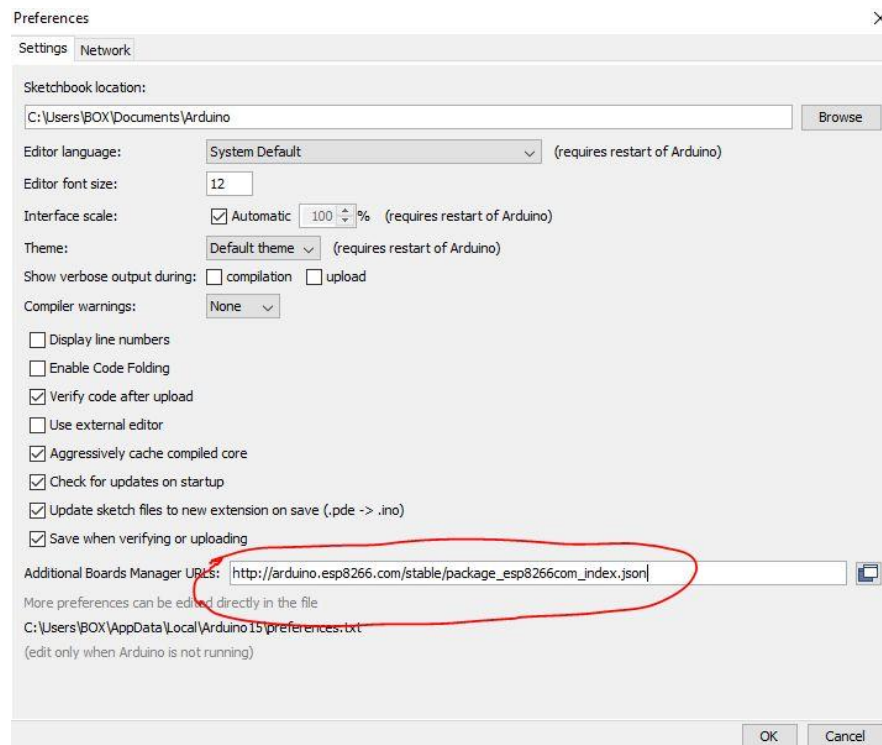 Preferences
Settings Network
Sketchbook location:
C:\Users\BOX\Documents\Arduino Browse
Editor language: System Default (requires restart of Arduino)
Editor font size: 12
Interface scale: Automatic 100 % (requires restart of Arduino)
Theme: Default theme (requires restart of Arduino)
Show verbose output during: compilation upload
Compiler warnings: None
Display line numbers
Enable Code Folding
Verify code after upload
Use external editor
Aggressively cache compiled core
Check for updates on startup
Update sketch files to new extension on save (.pde -> .ino)
Save when verifying or uploading
Additional Boards Manager URLs: http://arduino.esp8266.com/stable/package_esp8266com_index.json
More preferences can be edited directly in the file
C:\Users\BOX\AppData\Local\Arduino15\preferences.txt
(edit only when Arduino is not running)
OK Cancel